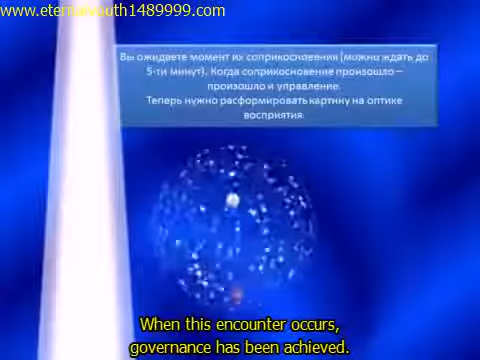 www.eternalyouth1489999.com
Вы ожидаете момент их соприкосновения (можно ждать до
5-ти минут). Когда соприкосновение произошло –
произошло и управление.
Теперь нужно расформировать картину на оптике
восприятия.
When this encounter occurs,
governance has been achieved.